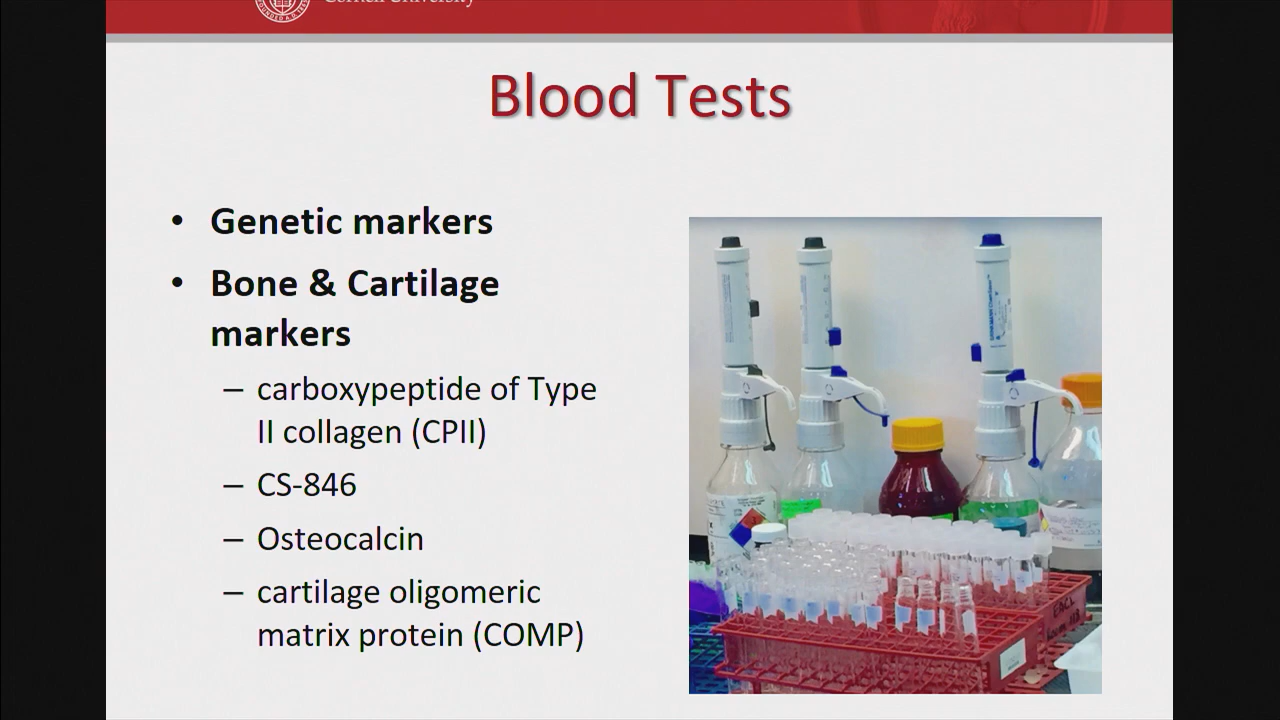 Cornell University
Blood Tests
• Genetic markers
• Bone & Cartilage
markers
– carboxypeptide of Type
II collagen (CPII)
– CS-846
– Osteocalcin
– cartilage oligomeric
matrix protein (COMP)